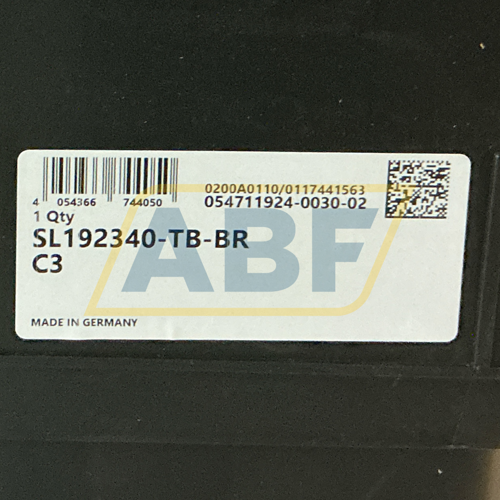 4 054366 744050
0200A0110/0117441563
054711924-0030-02
1 Qty
SL192340-TB-BR
C3
MADE IN GERMANY
ABF